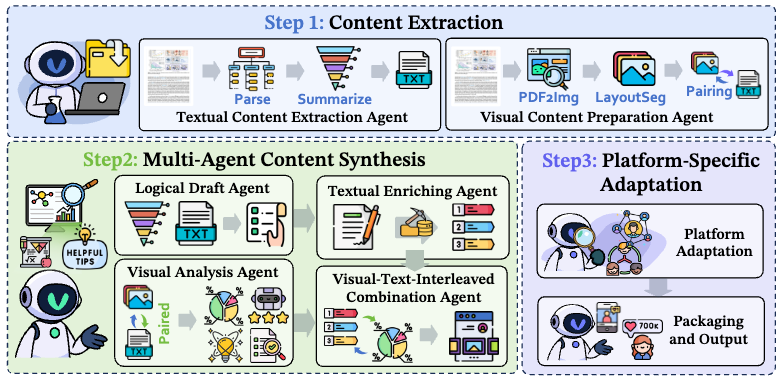 Step 1: Content Extraction
Parse
Summarize
TXT
Textual Content Extraction Agent
PDF2Img
LayoutSeg
Pairing
TXT
Visual Content Preparation Agent
Step2: Multi-Agent Content Synthesis
HELPFUL
TIPS
Logical Draft Agent
TXT
Textual Enriching Agent
1
2
3
Visual Analysis Agent
Paired
TXT
% % %
%
Visual-Text-Interleaved
Combination Agent
1
2
3
% % %
%
Step3: Platform-Specific
Adaptation
Platform
Adaptation
700x
Packaging
and Output